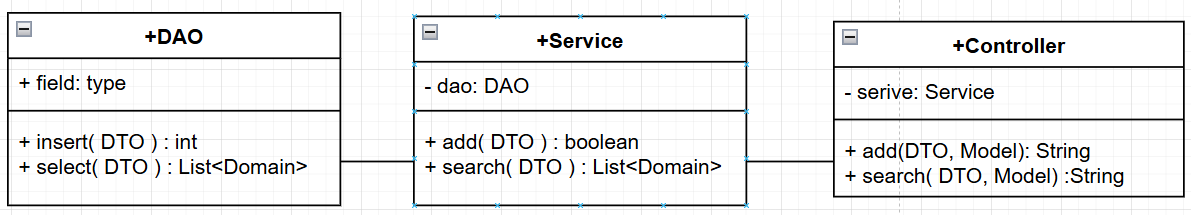 +DAO
+ field: type
+ insert( DTO ) : int
+ select( DTO ) : List<Domain>
+Service
- dao: DAO
+ add( DTO ) : boolean
+ search( DTO ) : List<Domain>
+Controller
- serive: Service
+ add(DTO, Model): String
+ search( DTO, Model) :String